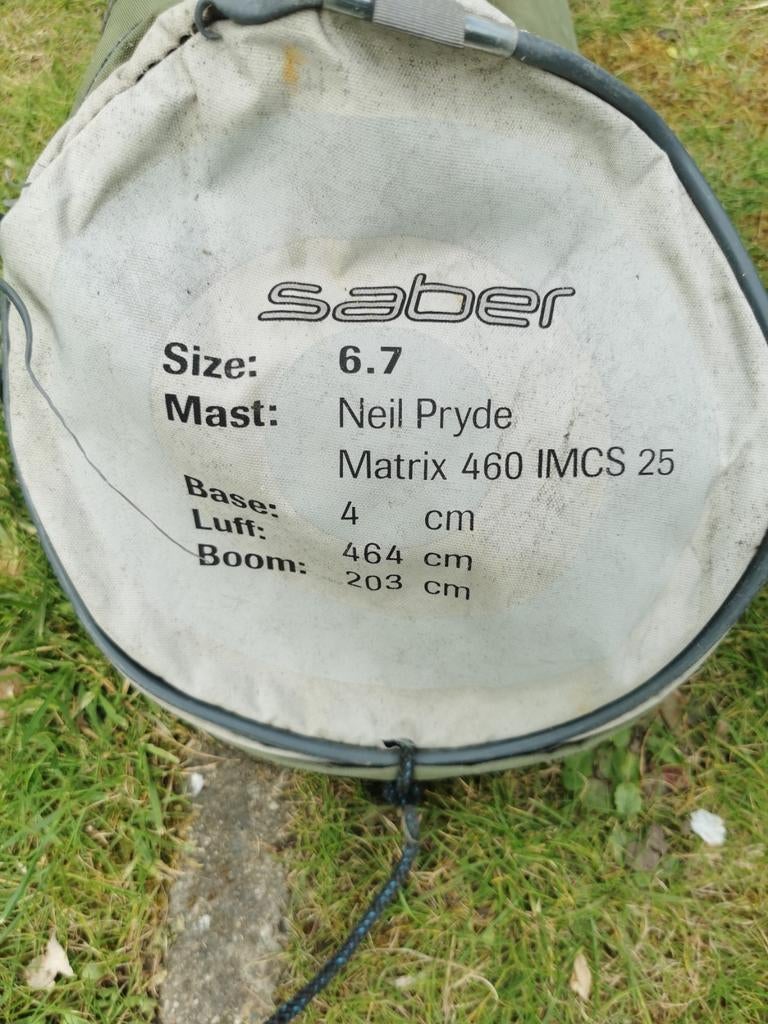 saber
Size: 6.7
Mast: Neil Pryde
Matrix 460 IMCS 25
Base: 4 cm
Luff: 464 cm
Boom: 203 cm